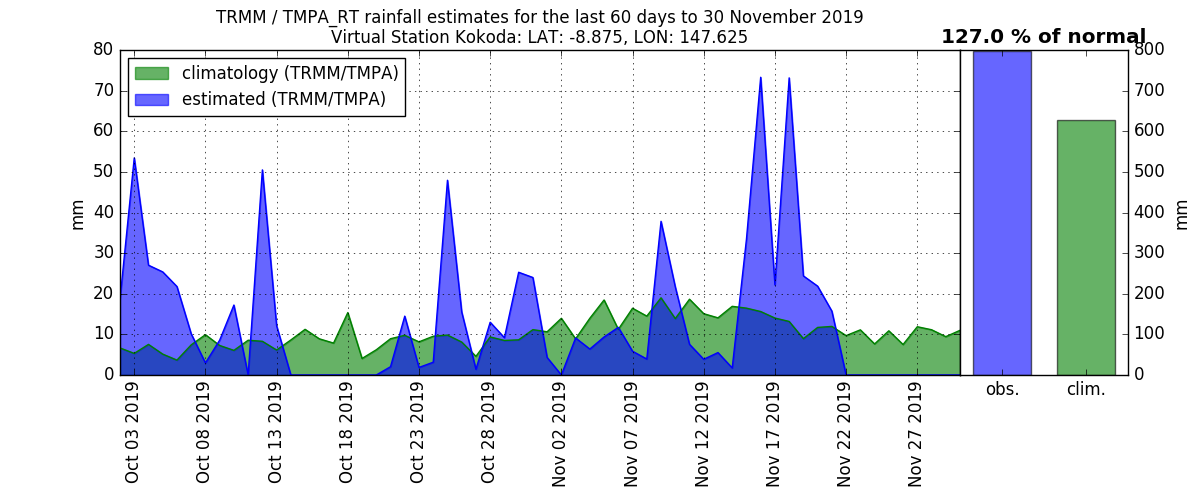 TRMM / TMPA_RT rainfall estimates for the last 60 days to 30 November 2019
Virtual Station Kokoda: LAT: -8.875, LON: 147.625
127.0 % of normal
climatology (TRMM/TMPA)
estimated (TRMM/TMPA)
80
70
60
50
40
30
20
10
0
mm
Oct 03 2019
Oct 08 2019
Oct 13 2019
Oct 18 2019
Oct 23 2019
Oct 28 2019
Nov 02 2019
Nov 07 2019
Nov 12 2019
Nov 17 2019
Nov 22 2019
Nov 27 2019
obs.
clim.
800
700
600
500
400
300
200
100
0
mm